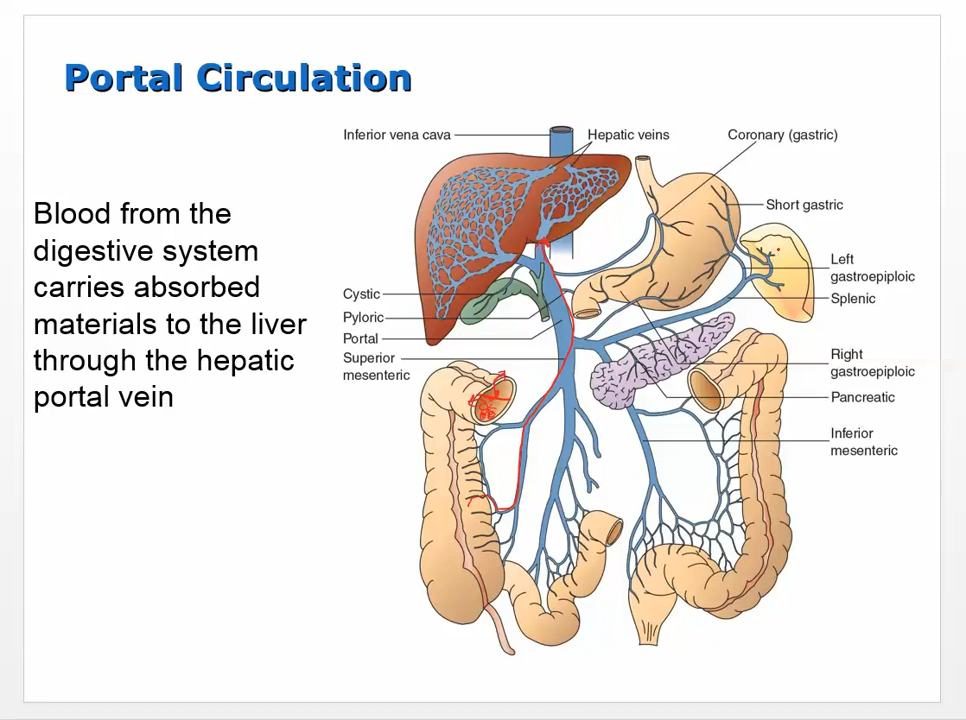 Portal Circulation
Blood from the
digestive system
carries absorbed
materials to the liver
through the hepatic
portal vein
Inferior vena cava
Hepatic veins
Coronary (gastric)
Short gastric
Left
gastroepiploic
Splenic
Cystic
Pyloric
Portal
Superior
mesenteric
Right
gastroepiploic
Pancreatic
Inferior
mesenteric